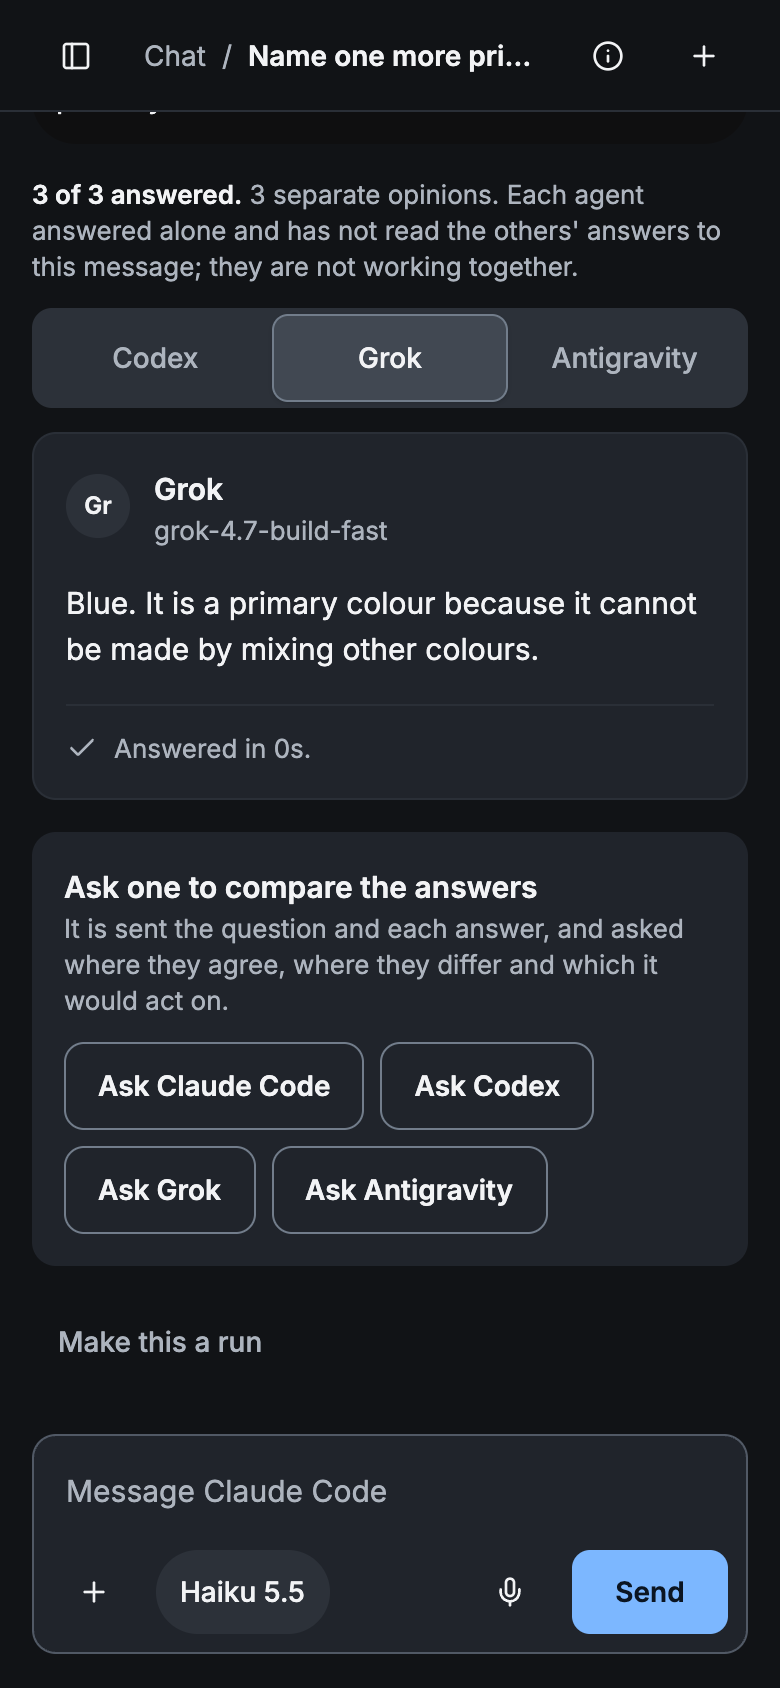 Chat / Name one more pri...
3 of 3 answered. 3 separate opinions. Each agent
answered alone and has not read the others' answers to
this message; they are not working together.
Codex
Grok
Antigravity
Gr
Grok
grok-4.7-build-fast
Blue. It is a primary colour because it cannot
be made by mixing other colours.
Answered in 0s.
Ask one to compare the answers
It is sent the question and each answer, and asked
where they agree, where they differ and which it
would act on.
Ask Claude Code
Ask Codex
Ask Grok
Ask Antigravity
Make this a run
Message Claude Code
Haiku 5.5
Send